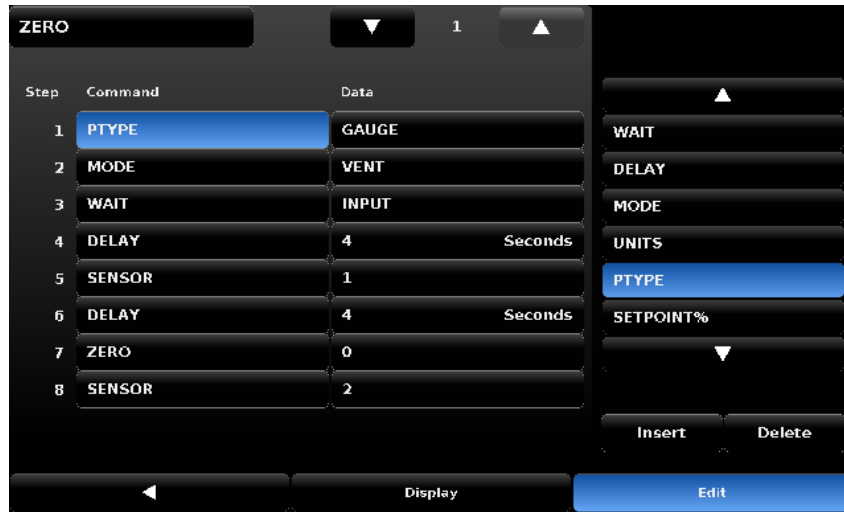 ZERO
1
Step Command Data
1 PTYPE GAUGE
2 MODE VENT
3 WAIT INPUT
4 DELAY 4 Seconds
5 SENSOR 1
6 DELAY 4 Seconds
7 ZERO 0
8 SENSOR 2
WAIT
DELAY
MODE
UNITS
PTYPE
SETPOINT%
Insert Delete
Display Edit